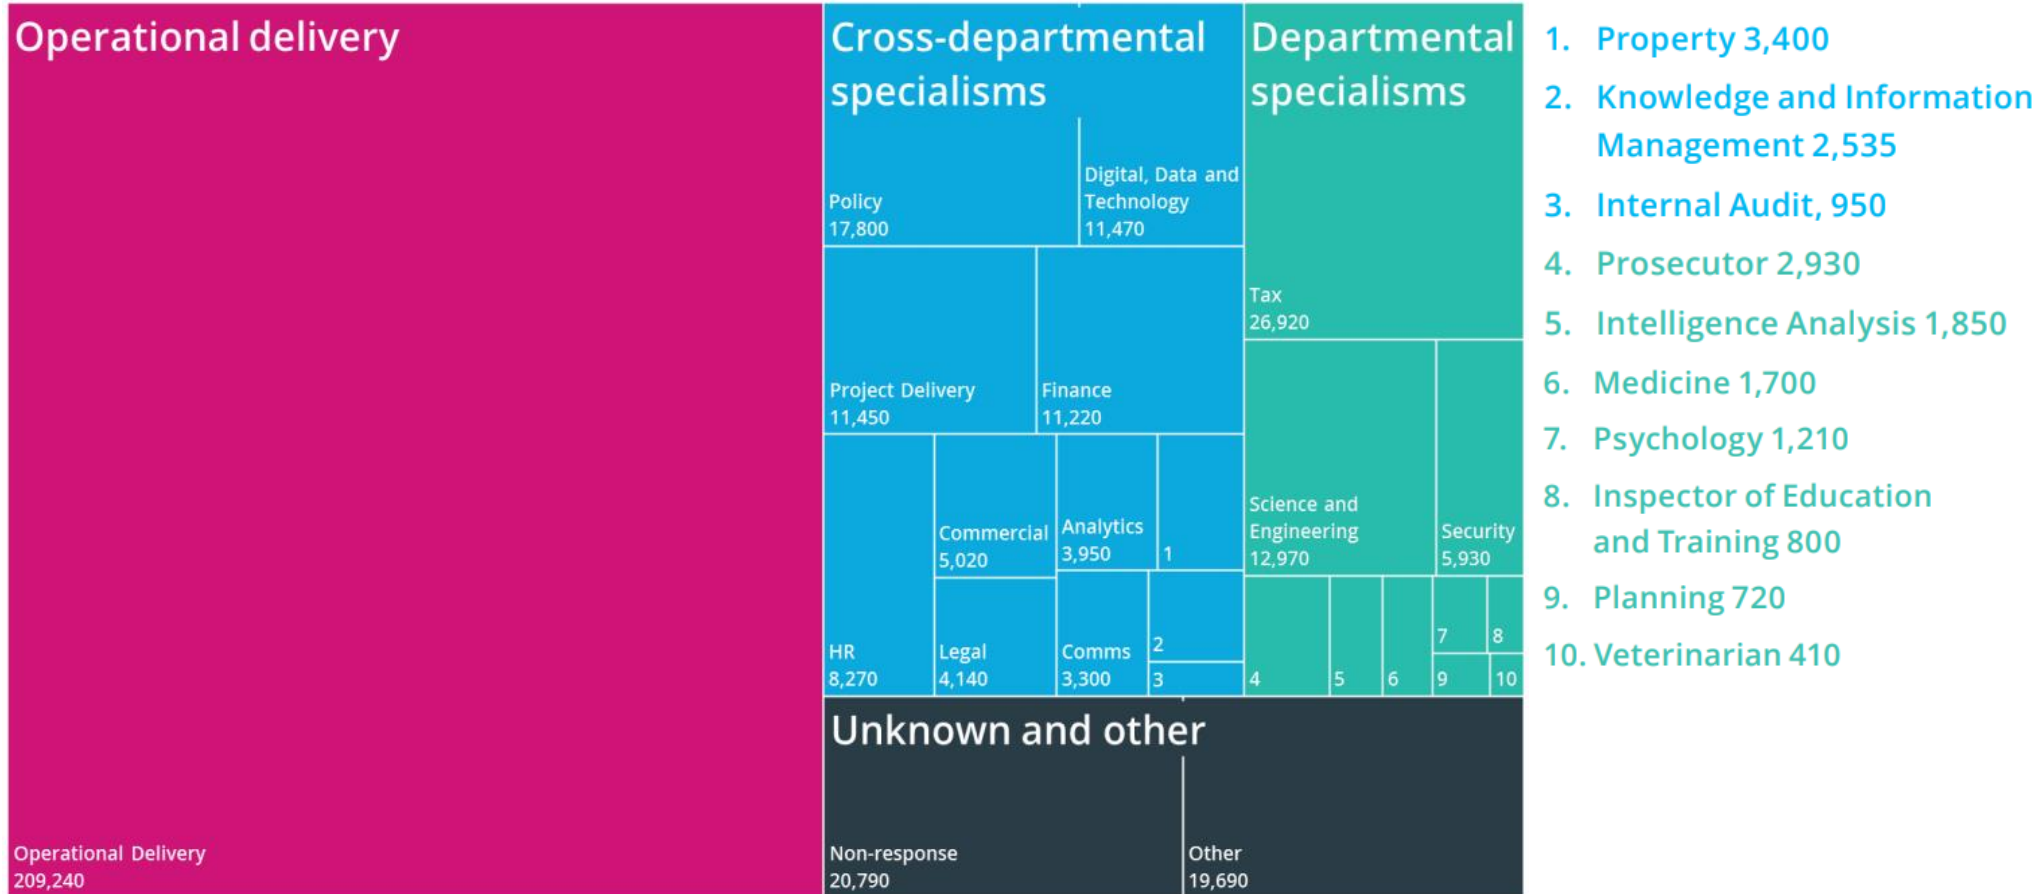 Operational delivery
Operational Delivery
209,240
Cross-departmental
specialisms
Policy
17,800
Digital, Data and
Technology
11,470
Project Delivery
11,450
Finance
11,220
HR
8,270
Commercial
5,020
Legal
4,140
Analytics
3,950
1
Comms
3,300
2
3
Departmental
specialisms
Tax
26,920
Science and
Engineering
12,970
Security
5,930
4
5
6
7
8
9
10
Unknown and other
Non-response
20,790
Other
19,690
1. Property 3,400
2. Knowledge and Information
Management 2,535
3. Internal Audit, 950
4. Prosecutor 2,930
5. Intelligence Analysis 1,850
6. Medicine 1,700
7. Psychology 1,210
8. Inspector of Education
and Training 800
9. Planning 720
10. Veterinarian 410